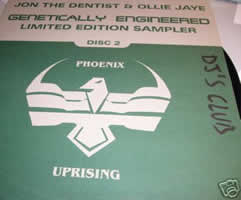 JON THE DENTIST & OLLIE JAYE
GENETICALLY ENGINEERED
LIMITED EDITION SAMPLER
DISC 2
PHOENIX
UPRISING
DJ'S CLUB